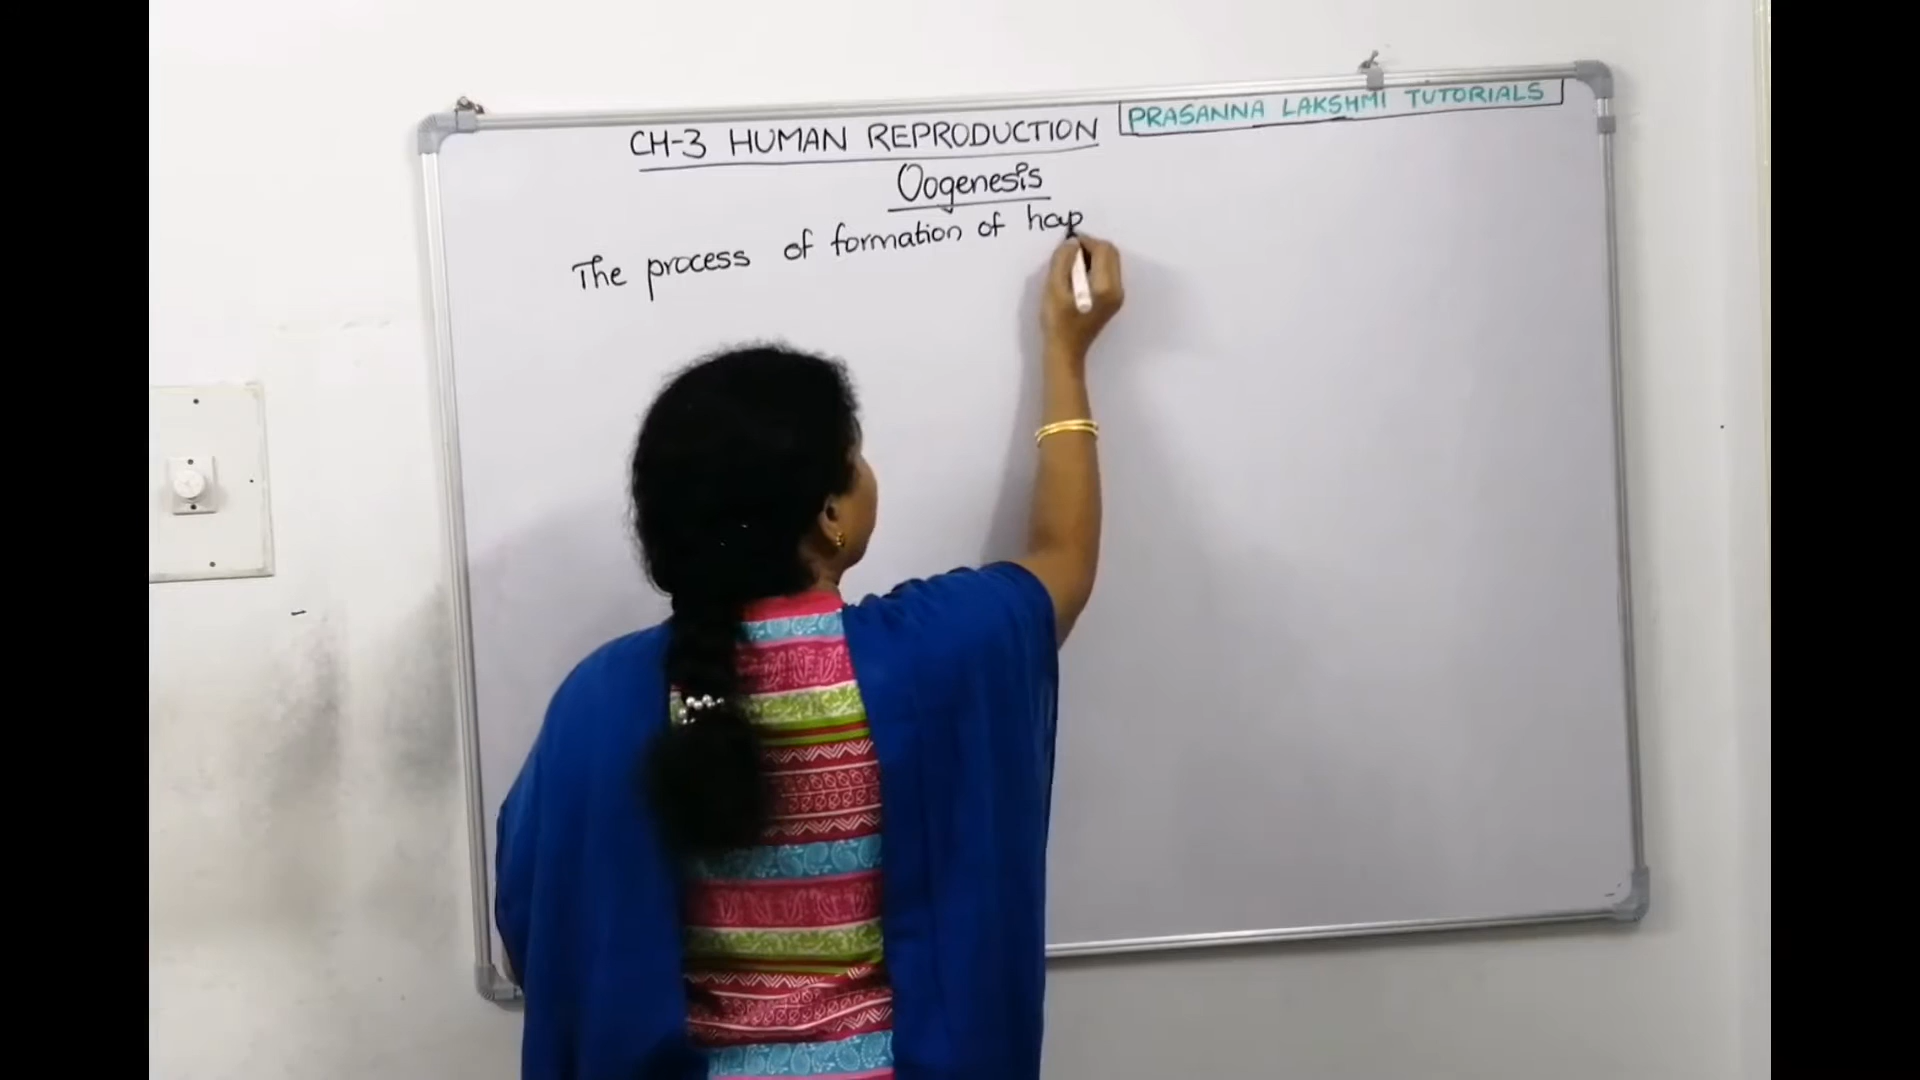 PRASANNA LAKSHMI TUTORIALS
CH-3 HUMAN REPRODUCTION
Oogenesis
The process of formation of hap